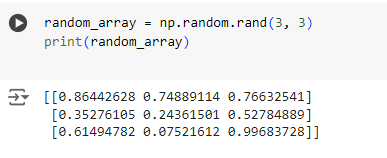 random_array = np.random.rand(3, 3)
print(random_array)
[[0.86442628 0.74889114 0.76632541]
[0.35276105 0.24361501 0.52784889]
[0.61494782 0.07521612 0.99683728]]